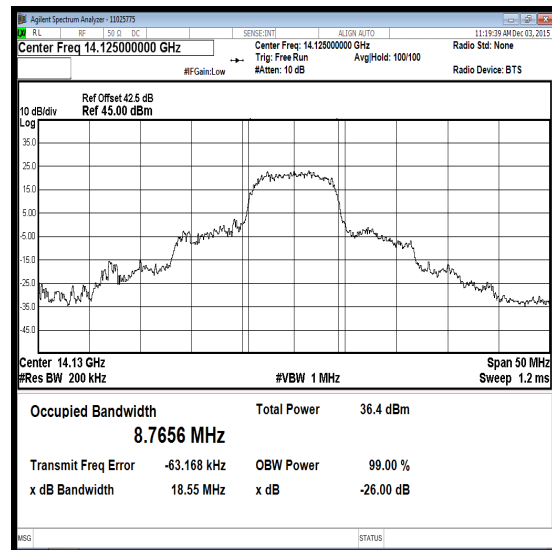 Agilent Spectrum Analyzer - 11025775
RL RF 50 Ω DC SENSE:INT ALIGN AUTO 11:19:39 AM Dec 03, 2015
Center Freq 14.125000000 GHz Center Freq: 14.125000000 GHz Radio Std: None
Trig: Free Run Avg|Hold: 100/100
#IFGain:Low #Atten: 10 dB Radio Device: BTS
Ref Offset 42.5 dB
10 dB/div Ref 45.00 dBm
Log
35.0
25.0
15.0
5.00
-5.00
-15.0
-25.0
-35.0
-45.0
Center 14.13 GHz Span 50 MHz
#Res BW 200 kHz #VBW 1 MHz Sweep 1.2 ms
Occupied Bandwidth Total Power 36.4 dBm
8.7656 MHz
Transmit Freq Error -63.168 kHz OBW Power 99.00 %
x dB Bandwidth 18.55 MHz x dB -26.00 dB
MSG STATUS